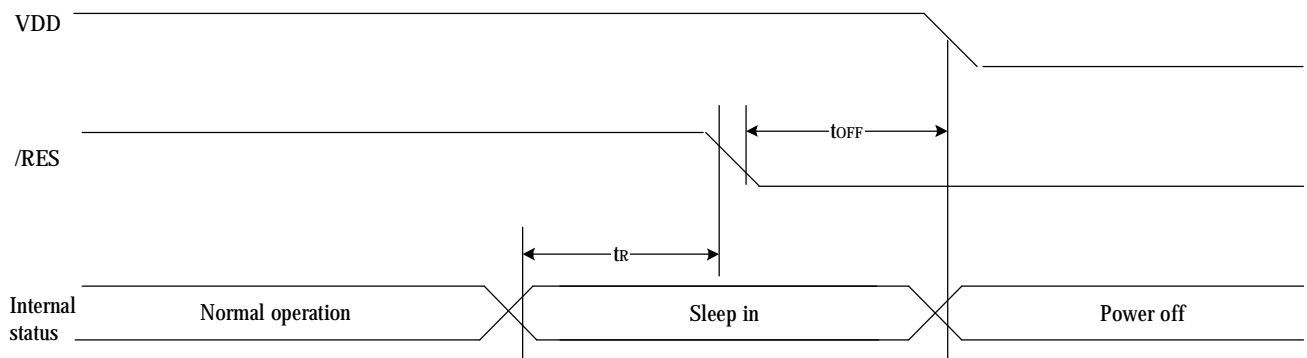 VDD
tOFF
/RES
tR
Internal
status
Normal operation
Sleep in
Power off